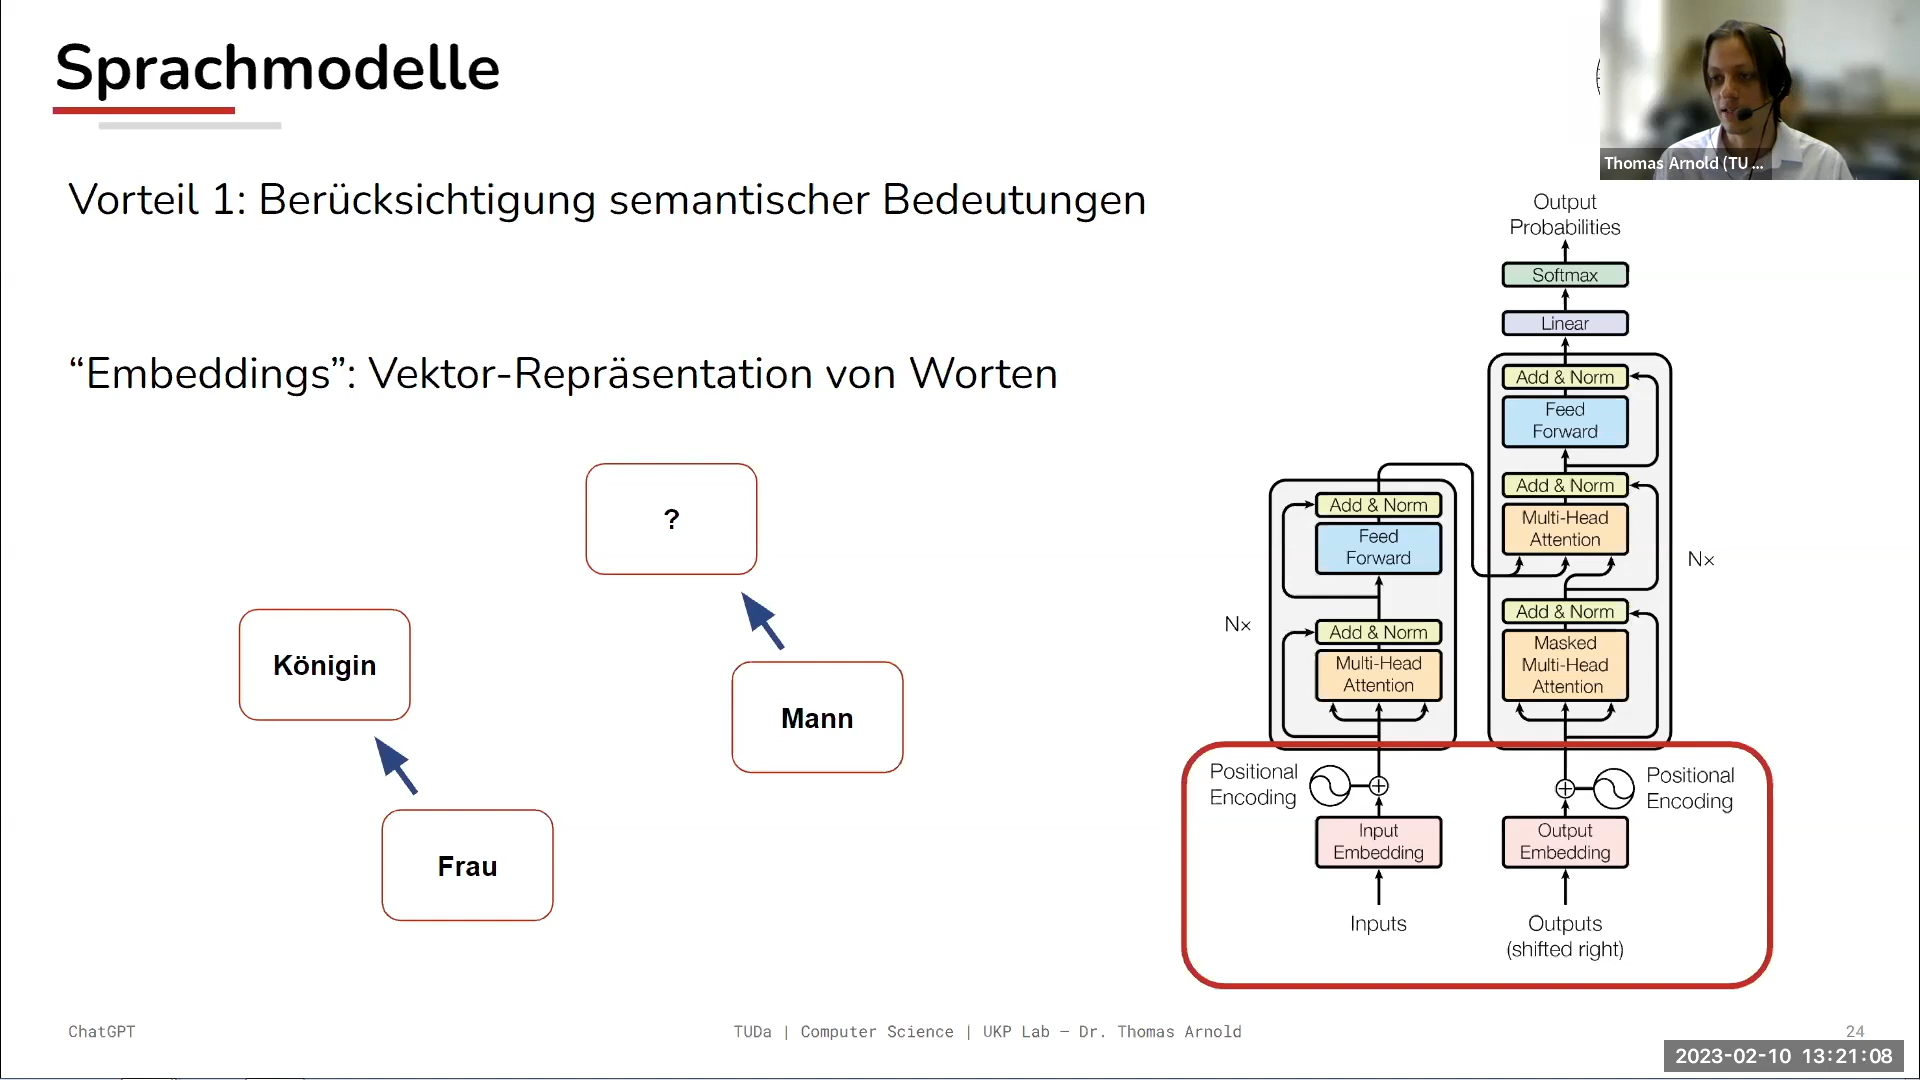 Sprachmodelle
Thomas Arnold (TU ...
Vorteil 1: Berücksichtigung semantischer Bedeutungen
“Embeddings”: Vektor-Repräsentation von Worten
?
Königin
Mann
Frau
Output
Probabilities
Softmax
Linear
Add & Norm
Feed
Forward
Add & Norm
Multi-Head
Attention
Nx
Add & Norm
Masked
Multi-Head
Attention
Add & Norm
Feed
Forward
Nx
Add & Norm
Multi-Head
Attention
Positional
Encoding
Positional
Encoding
Input
Embedding
Output
Embedding
Inputs
Outputs
(shifted right)
ChatGPT
TUDa | Computer Science | UKP Lab – Dr. Thomas Arnold
24
2023-02-10 13:21:08